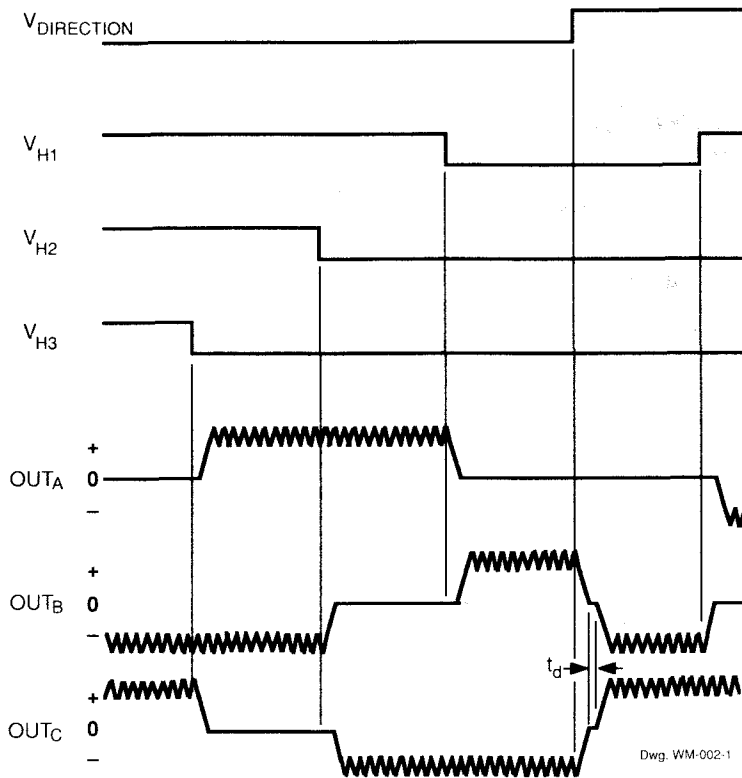 VDIRECTION
VH1
VH2
VH3
+
OUTA 0
–
+
OUTB 0
–
td
+
OUTC 0
–
Dwg. WM-002-1